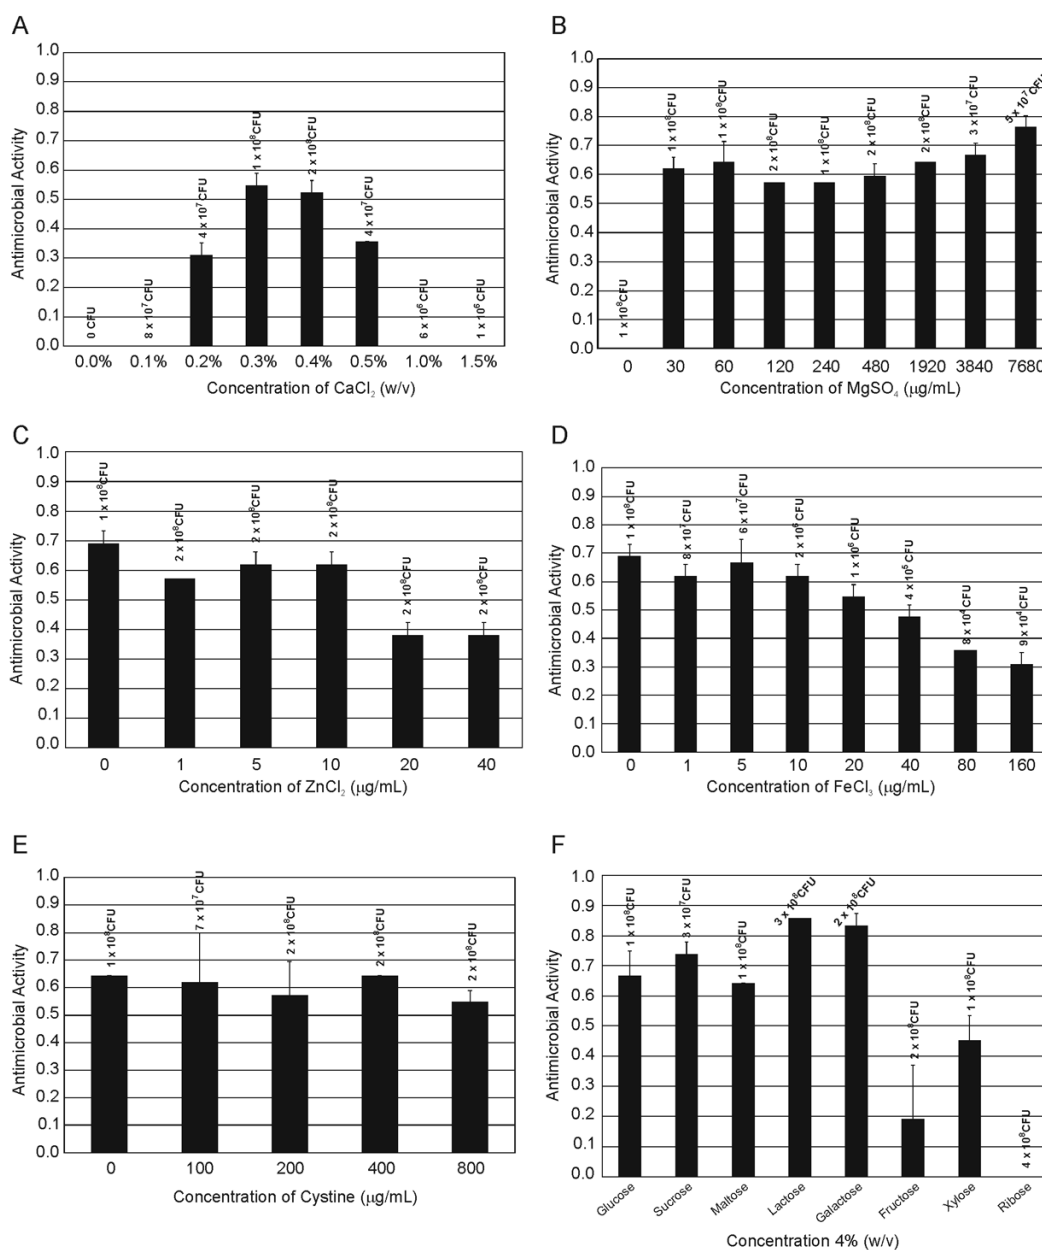 A
Antimicrobial Activity
1.0
0.9
0.8
0.7
0.6
0.5
0.4
0.3
0.2
0.1
0.0
0 CFU
8 x 10⁷CFU
4 x 10⁷CFU
1 x 10⁸CFU
2 x 10⁸CFU
4 x 10⁷CFU
6 x 10⁶CFU
1 x 10⁶CFU
0.0% 0.1% 0.2% 0.3% 0.4% 0.5% 1.0% 1.5%
Concentration of CaCl₂ (w/v)
B
Antimicrobial Activity
1.0
0.9
0.8
0.7
0.6
0.5
0.4
0.3
0.2
0.1
0.0
1 x 10⁸CFU
1 x 10⁸CFU
1 x 10⁸CFU
2 x 10⁸CFU
1 x 10⁸CFU
2 x 10⁸CFU
2 x 10⁸CFU
3 x 10⁷CFU
5 x 10⁷CFU
0 30 60 120 240 480 1920 3840 7680
Concentration of MgSO₄ (µg/mL)
C
Antimicrobial Activity
1.0
0.9
0.8
0.7
0.6
0.5
0.4
0.3
0.2
0.1
0.0
1 x 10⁸CFU
2 x 10⁸CFU
2 x 10⁸CFU
2 x 10⁸CFU
2 x 10⁸CFU
2 x 10⁸CFU
0 1 5 10 20 40
Concentration of ZnCl₂ (µg/mL)
D
Antimicrobial Activity
1.0
0.9
0.8
0.7
0.6
0.5
0.4
0.3
0.2
0.1
0.0
1 x 10⁸CFU
8 x 10⁷CFU
6 x 10⁷CFU
2 x 10⁶CFU
1 x 10⁶CFU
4 x 10⁵CFU
8 x 10⁴CFU
9 x 10⁴CFU
0 1 5 10 20 40 80 160
Concentration of FeCl₃ (µg/mL)
E
Antimicrobial Activity
1.0
0.9
0.8
0.7
0.6
0.5
0.4
0.3
0.2
0.1
0.0
1 x 10⁸CFU
7 x 10⁷CFU
2 x 10⁸CFU
2 x 10⁸CFU
2 x 10⁸CFU
0 100 200 400 800
Concentration of Cystine (µg/mL)
F
Antimicrobial Activity
1.0
0.9
0.8
0.7
0.6
0.5
0.4
0.3
0.2
0.1
0.0
1 x 10⁸CFU
3 x 10⁷CFU
1 x 10⁸CFU
3 x 10⁸CFU
2 x 10⁸CFU
2 x 10⁸CFU
1 x 10⁸CFU
4 x 10⁸CFU
Glucose Sucrose Maltose Lactose Galactose Fructose Xylose Ribose
Concentration 4% (w/v)